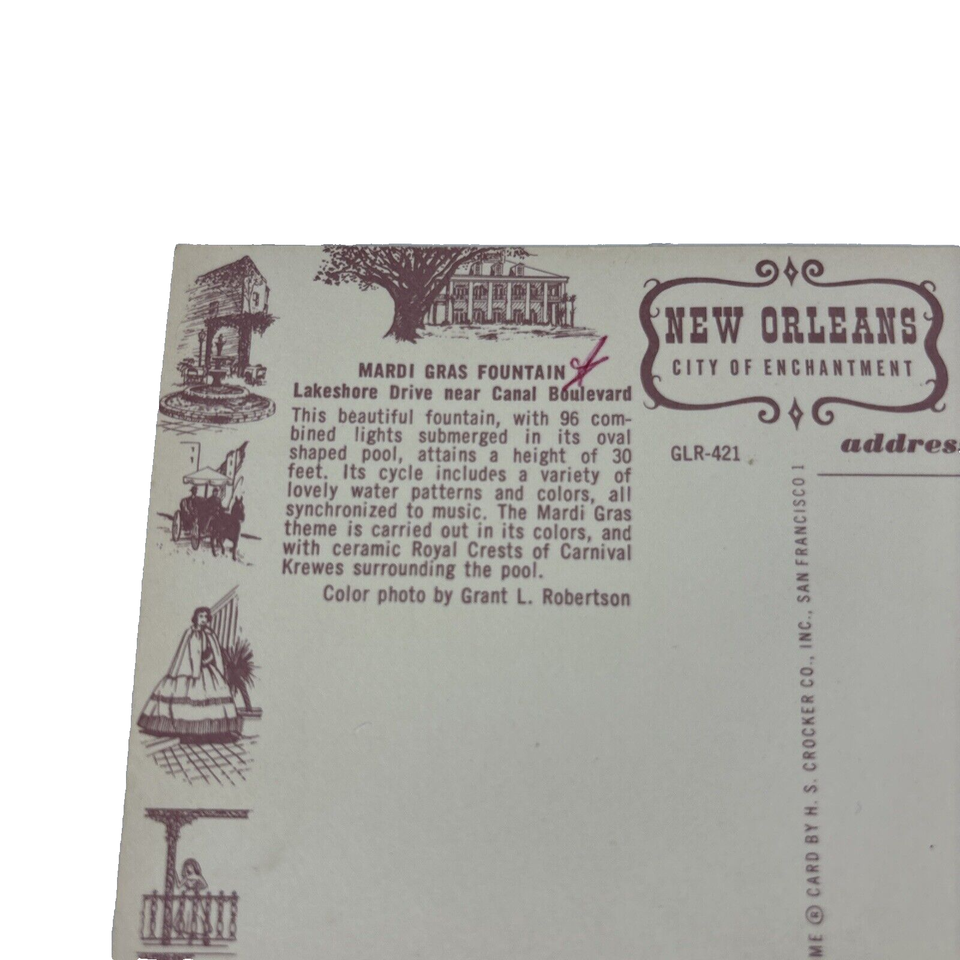 NEW ORLEANS
CITY OF ENCHANTMENT
MARDI GRAS FOUNTAIN
Lakeshore Drive near Canal Boulevard
This beautiful fountain, with 96 com-
bined lights submerged in its oval
shaped pool, attains a height of 30
feet. Its cycle includes a variety of
lovely water patterns and colors, all
synchronized to music. The Mardi Gras
theme is carried out in its colors, and
with ceramic Royal Crests of Carnival
Krewes surrounding the pool.
Color photo by Grant L. Robertson
GLR-421
addres
ME ® CARD BY H. S. CROCKER CO., INC., SAN FRANCISCO 1